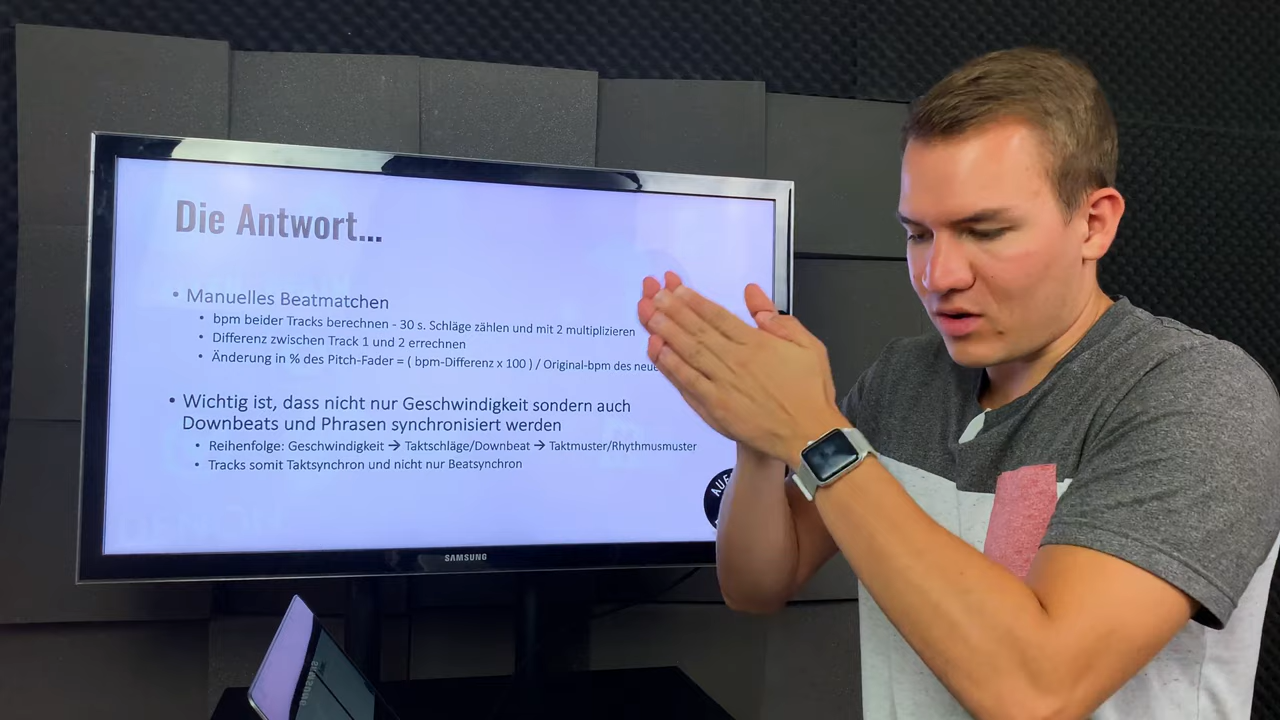 Die Antwort...
• Manuelles Beatmatchen
• bpm beider Tracks berechnen - 30 s. Schläge zählen und mit 2 multiplizieren
• Differenz zwischen Track 1 und 2 errechnen
• Änderung in % des Pitch-Fader = ( bpm-Differenz x 100 ) / Original-bpm des neue
• Wichtig ist, dass nicht nur Geschwindigkeit sondern auch
Downbeats und Phrasen synchronisiert werden
• Reihenfolge: Geschwindigkeit → Taktschläge/Downbeat → Taktmuster/Rhythmusmuster
• Tracks somit Taktsynchron und nicht nur Beatsynchron
AUF
SAMSUNG
SAMSUNG